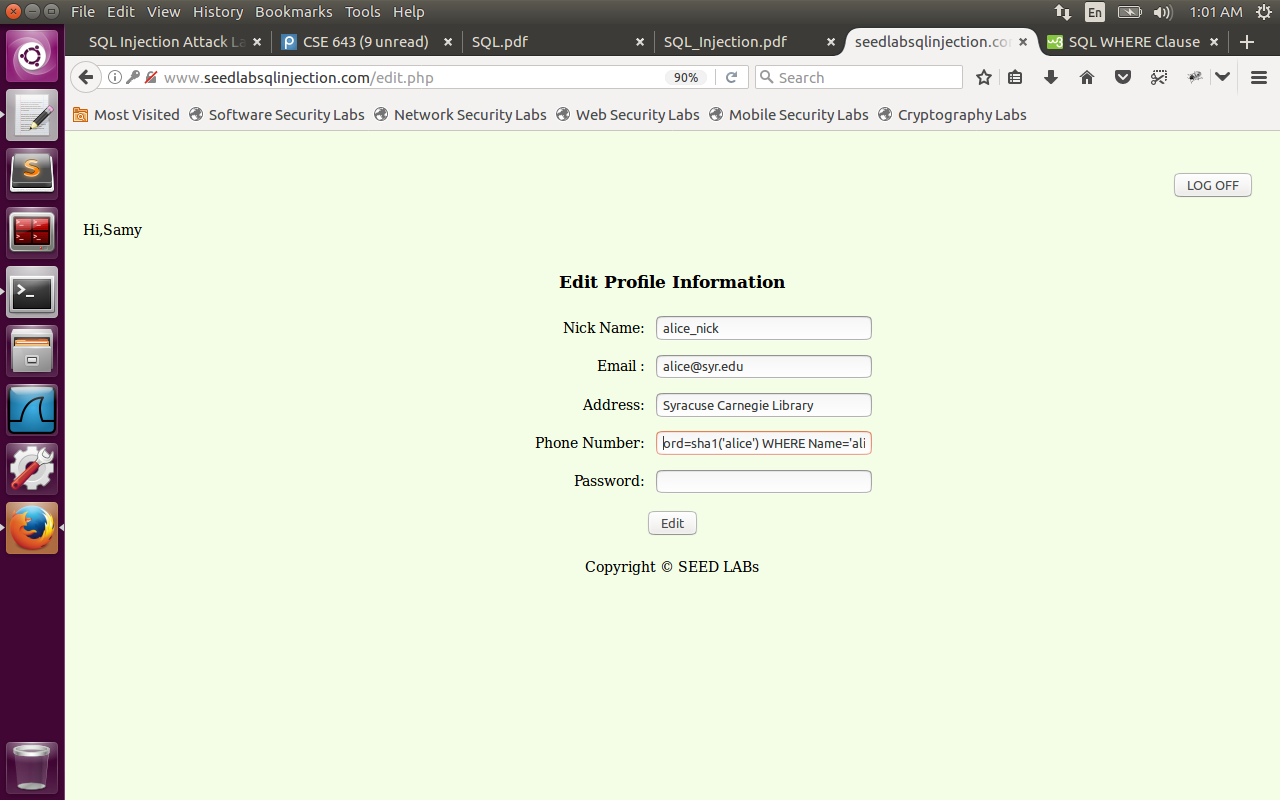 File Edit View History Bookmarks Tools Help En 1:01 AM
SQL Injection Attack La CSE 643 (9 unread) SQL.pdf SQL_Injection.pdf seedlabsqlinjection.co SQL WHERE Clause
www.seedlabsqlinjection.com/edit.php 90% Search
Most Visited Software Security Labs Network Security Labs Web Security Labs Mobile Security Labs Cryptography Labs
LOG OFF
Hi,Samy
Edit Profile Information
Nick Name: alice_nick
Email : alice@syr.edu
Address: Syracuse Carnegie Library
Phone Number: ord=sha1('alice') WHERE Name='ali
Password:
Edit
Copyright © SEED LABs